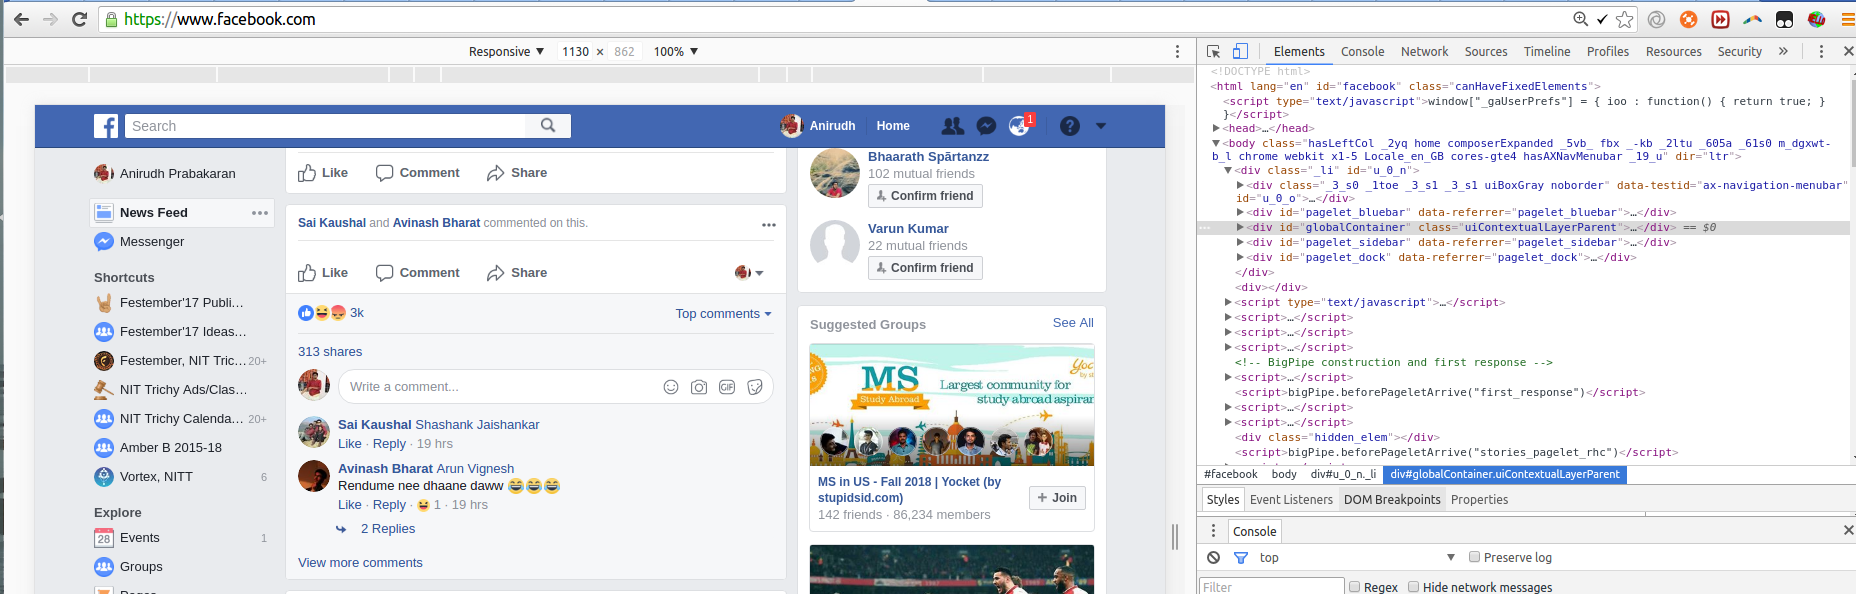 https://www.facebook.com
Responsive ▼ 1130 × 862 100% ▼
Search
Anirudh Home 1
Anirudh Prabakaran
News Feed
Messenger
Shortcuts
Festember'17 Publi...
Festember'17 Ideas...
Festember, NIT Tric... 20+
NIT Trichy Ads/Clas...
NIT Trichy Calenda... 20+
Amber B 2015-18
Vortex, NITT 6
Explore
28 Events 1
Groups
Like Comment Share
Sai Kaushal and Avinash Bharat commented on this.
Like Comment Share
3k Top comments
313 shares
Write a comment...
GIF
Sai Kaushal Shashank Jaishankar
Like · Reply · 19 hrs
Avinash Bharat Arun Vignesh
Rendume nee dhaane daww 😂😂😂
Like · Reply · 1 · 19 hrs
2 Replies
View more comments
Bhaarath Spārtanzz
102 mutual friends
Confirm friend
Varun Kumar
22 mutual friends
Confirm friend
Suggested Groups See All
MS
Study Abroad
Largest community for
study abroad aspiran
MS in US - Fall 2018 | Yocket (by
stupidsid.com)
142 friends · 86,234 members
+ Join
Elements Console Network Sources Timeline Profiles Resources Security »
<!DOCTYPE html>
<html lang="en" id="facebook" class="canHaveFixedElements">
<script type="text/javascript">window["_gaUserPrefs"] = { ioo : function() { return true; }
}</script>
▶<head>…</head>
▼<body class="hasLeftCol _2yq home composerExpanded _5vb_ fbx _-kb _2ltu _605a _61s0 m_dgxwt-
b_l chrome webkit x1-5 Locale_en_GB cores-gte4 hasAXNavMenubar _19_u" dir="ltr">
▼<div class="_li" id="u_0_n">
▶<div class="_3_s0 _1toe _3_s1 _3_s1 uiBoxGray noborder" data-testid="ax-navigation-menubar"
id="u_0_o">…</div>
▶<div id="pagelet_bluebar" data-referrer="pagelet_bluebar">…</div>
▶<div id="globalContainer" class="uiContextualLayerParent">…</div> == $0
▶<div id="pagelet_sidebar" data-referrer="pagelet_sidebar">…</div>
▶<div id="pagelet_dock" data-referrer="pagelet_dock">…</div>
</div>
<div></div>
▶<script type="text/javascript">…</script>
▶<script>…</script>
▶<script>…</script>
▶<script>…</script>
<!-- BigPipe construction and first response -->
▶<script>…</script>
<script>bigPipe.beforePageletArrive("first_response")</script>
▶<script>…</script>
▶<script>…</script>
<div class="hidden_elem"></div>
<script>bigPipe.beforePageletArrive("stories_pagelet_rhc")</script>
#facebook body div#u_0_n._li div#globalContainer.uiContextualLayerParent
Styles Event Listeners DOM Breakpoints Properties
Console
top ▼ Preserve log
Filter Regex Hide network messages